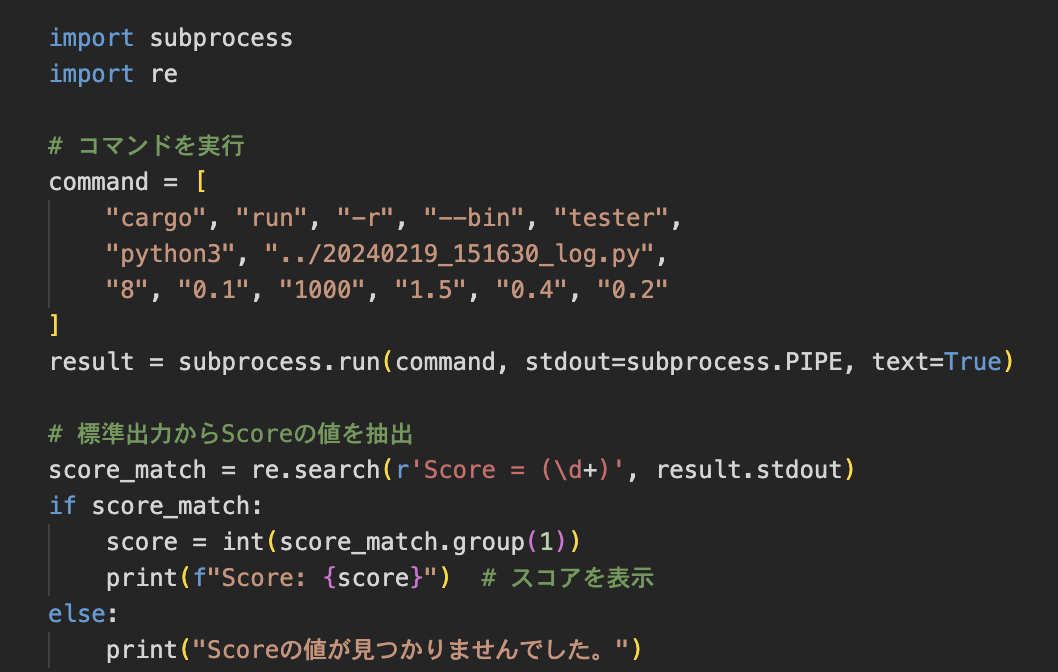 import subprocess
import re
# コマンドを実行
command = [
"cargo", "run", "-r", "--bin", "tester",
"python3", "../20240219_151630_log.py",
"8", "0.1", "1000", "1.5", "0.4", "0.2"
]
result = subprocess.run(command, stdout=subprocess.PIPE, text=True)
# 標準出力からScoreの値を抽出
score_match = re.search(r'Score = (\d+)', result.stdout)
if score_match:
score = int(score_match.group(1))
print(f"Score: {score}")  # スコアを表示
else:
print("Scoreの値が見つかりませんでした。")